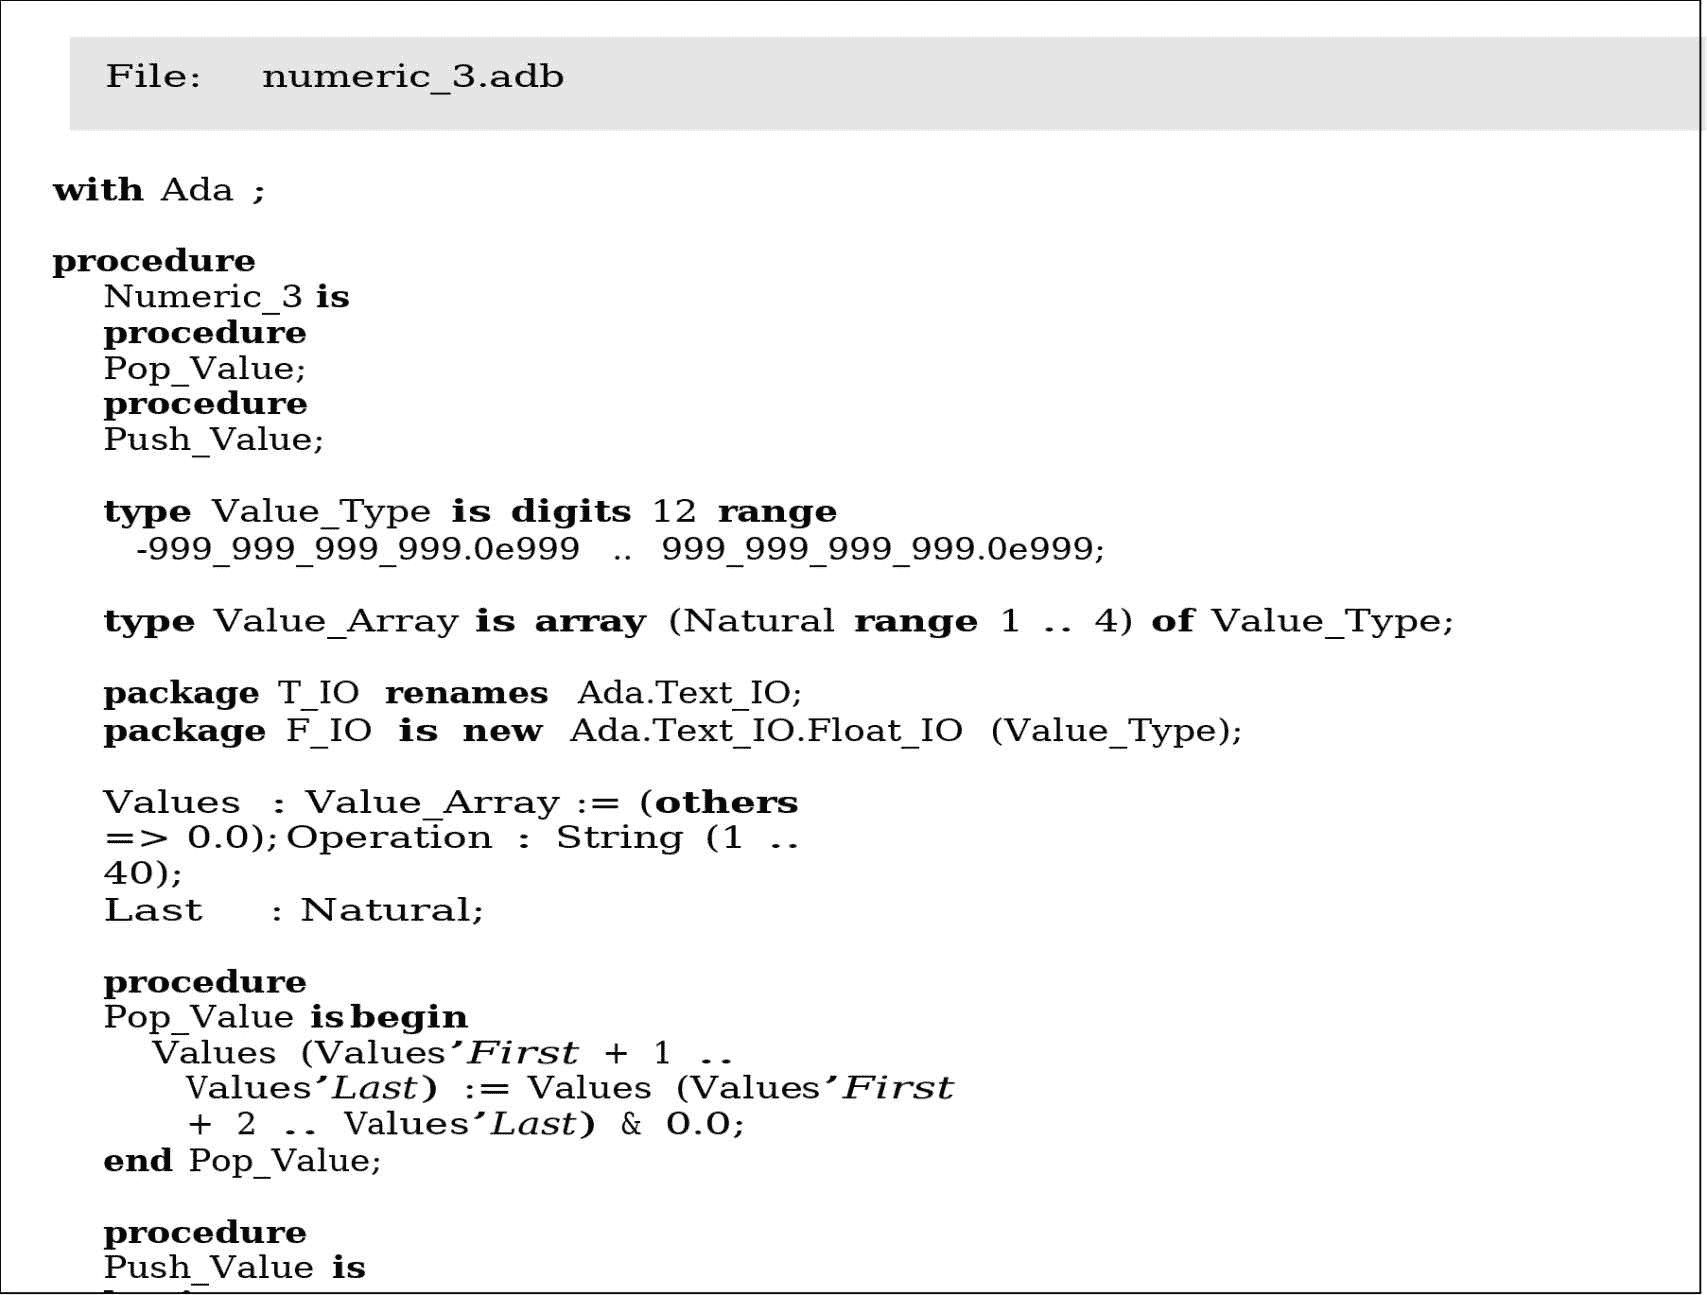 File: numeric_3.adb
with Ada ;
procedure
Numeric_3 is
procedure
Pop_Value;
procedure
Push_Value;
type Value_Type is digits 12 range
-999_999_999_999.0e999 .. 999_999_999_999.0e999;
type Value_Array is array (Natural range 1 .. 4) of Value_Type;
package T_IO renames Ada.Text_IO;
package F_IO is new Ada.Text_IO.Float_IO (Value_Type);
Values : Value_Array := (others
=> 0.0); Operation : String (1 ..
40);
Last : Natural;
procedure
Pop_Value is begin
Values (Values'First + 1 ..
Values'Last) := Values (Values'First
+ 2 .. Values'Last) & 0.0;
end Pop_Value;
procedure
Push_Value is